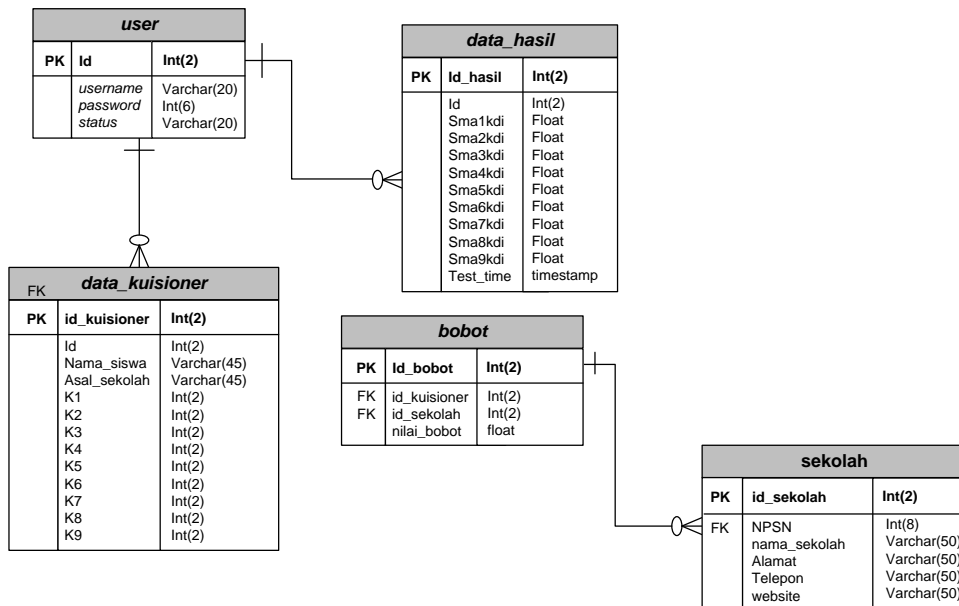 user
PK Id Int(2)
username Varchar(20)
password Int(6)
status Varchar(20)
data_hasil
PK Id_hasil Int(2)
Id Int(2)
Sma1kdi Float
Sma2kdi Float
Sma3kdi Float
Sma4kdi Float
Sma5kdi Float
Sma6kdi Float
Sma7kdi Float
Sma8kdi Float
Sma9kdi Float
Test_time timestamp
data_kuisioner
FK
PK id_kuisioner Int(2)
Id Int(2)
Nama_siswa Varchar(45)
Asal_sekolah Varchar(45)
K1 Int(2)
K2 Int(2)
K3 Int(2)
K4 Int(2)
K5 Int(2)
K6 Int(2)
K7 Int(2)
K8 Int(2)
K9 Int(2)
bobot
PK Id_bobot Int(2)
FK id_kuisioner Int(2)
FK id_sekolah Int(2)
nilai_bobot float
sekolah
PK id_sekolah Int(2)
FK NPSN Int(8)
nama_sekolah Varchar(50)
Alamat Varchar(50)
Telepon Varchar(50)
website Varchar(50)